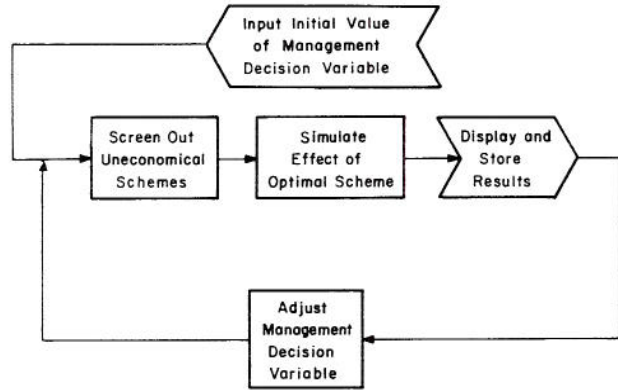 Input Initial Value
of Management
Decision Variable
Screen Out
Uneconomical
Schemes
Simulate
Effect of
Optimal Scheme
Display and
Store
Results
Adjust
Management
Decision
Variable